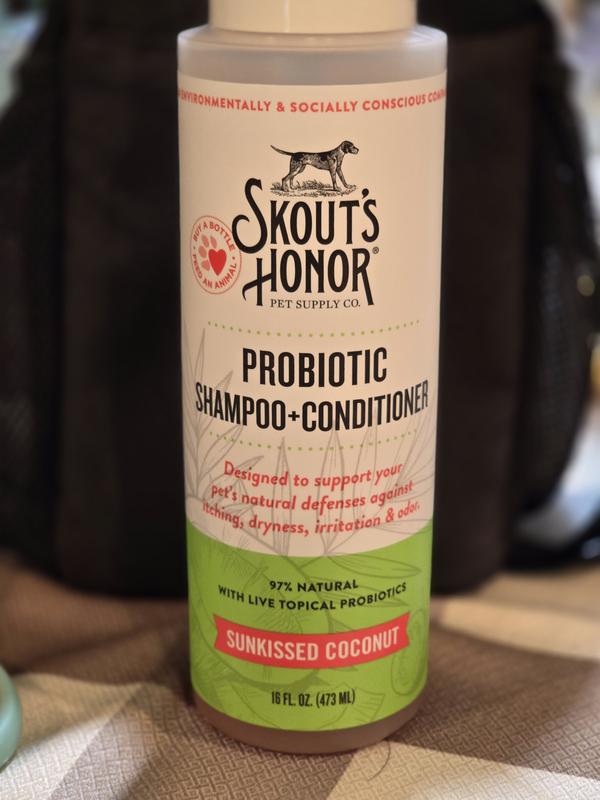 ENVIRONMENTALLY & SOCIALLY CONSCIOUS
SKOUT'S
HONOR®
PET SUPPLY CO.
BUY A BOTTLE
FEED AN ANIMAL
PROBIOTIC
SHAMPOO+CONDITIONER
Designed to support your
pet's natural defenses against
itching, dryness, irritation & odor.
97% NATURAL
WITH LIVE TOPICAL PROBIOTICS
SUNKISSED COCONUT
16 FL. OZ. (473 ML)